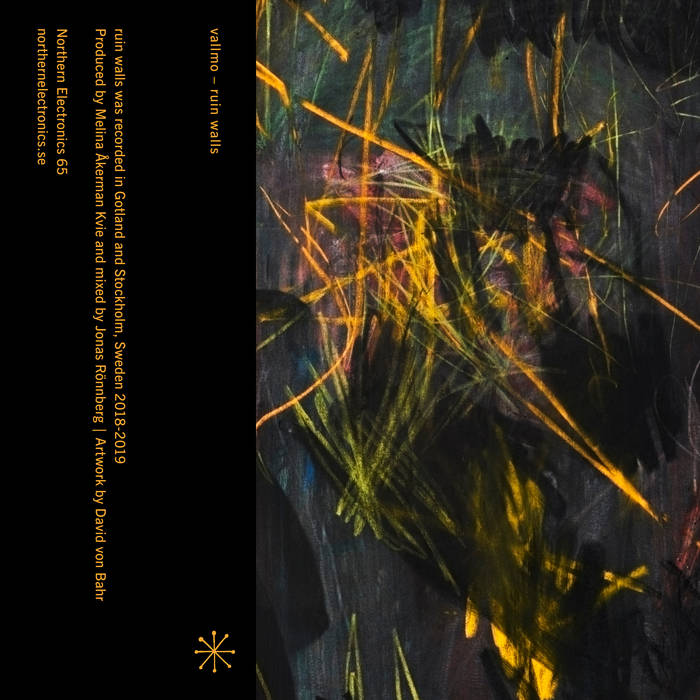 vallmo – ruin walls
ruin walls was recorded in Gotland and Stockholm, Sweden 2018-2019
Produced by Melina Åkerman Kvie and mixed by Jonas Rönnberg | Artwork by David von Bahr
Northern Electronics 65
northernelectronics.se